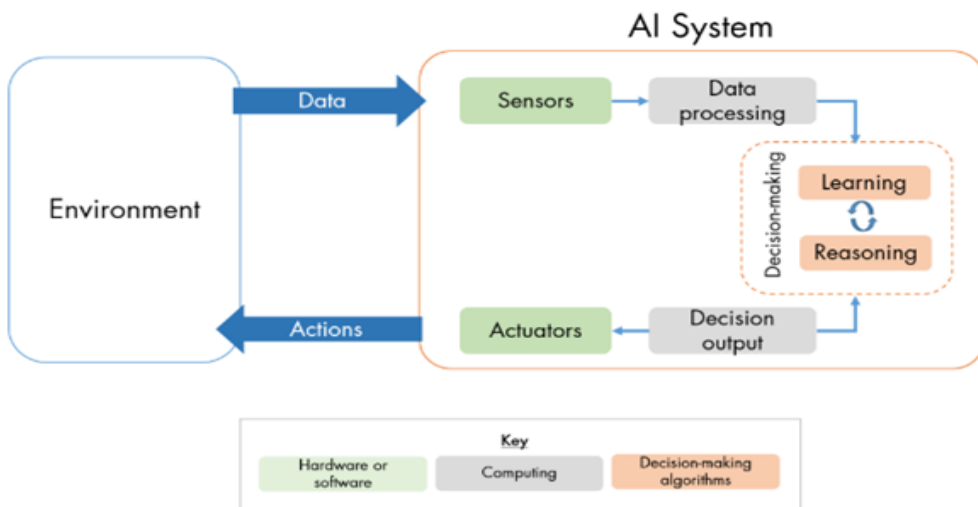 AI System
Data
Sensors
Data
processing
Environment
Decision-making
Learning
Reasoning
Actions
Actuators
Decision
output
Key
Hardware or
software
Computing
Decision-making
algorithms